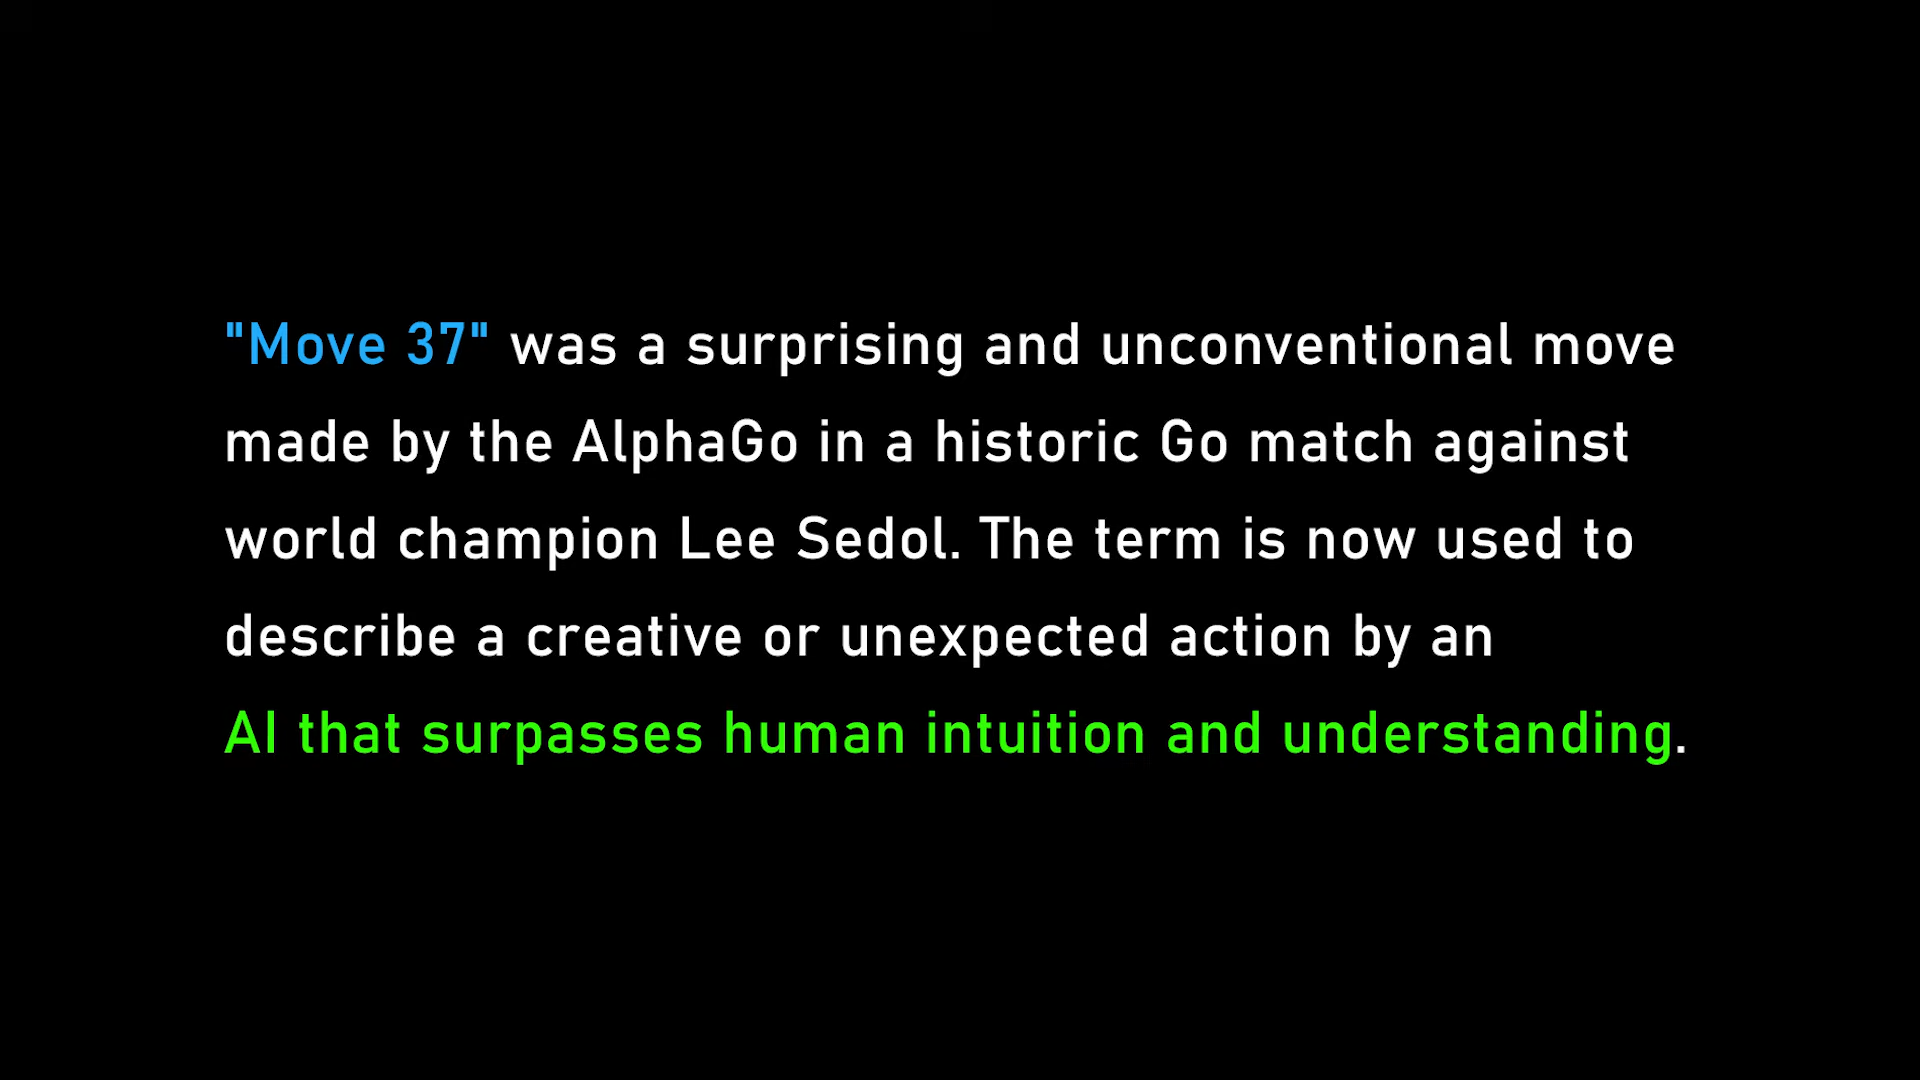 "Move 37" was a surprising and unconventional move
made by the AlphaGo in a historic Go match against
world champion Lee Sedol. The term is now used to
describe a creative or unexpected action by an
AI that surpasses human intuition and understanding.